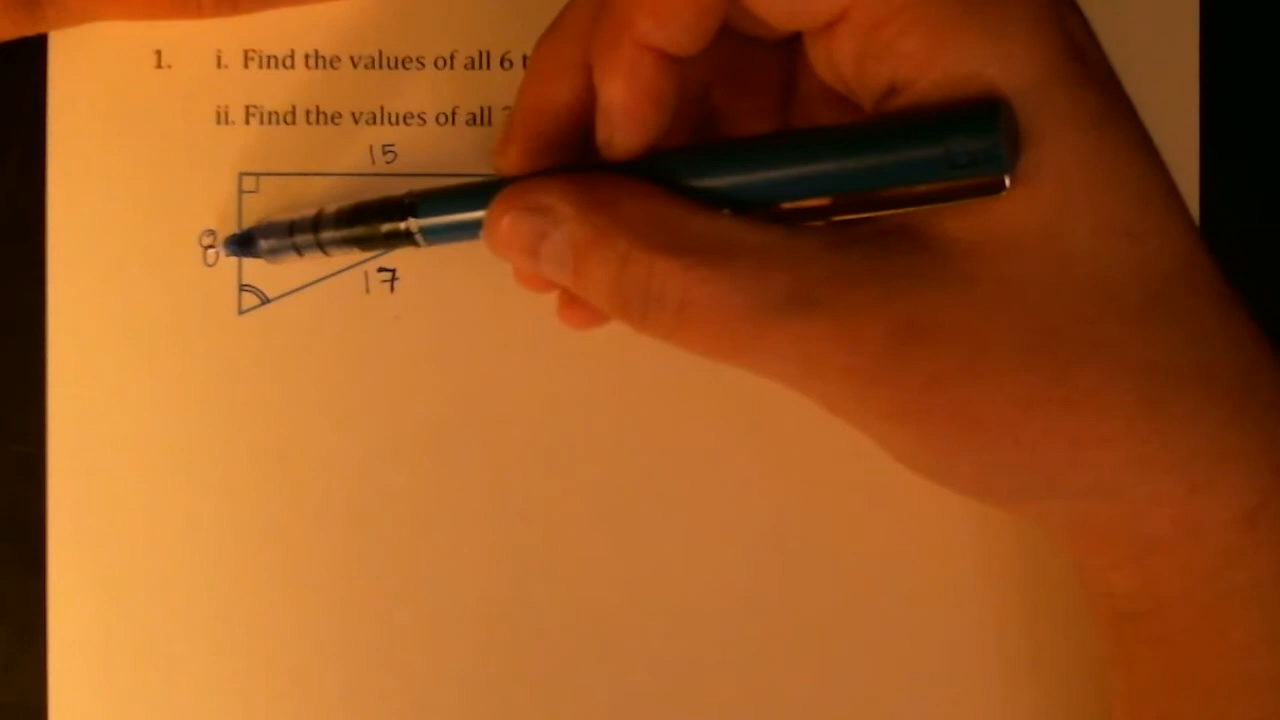 1. i. Find the values of all 6
ii. Find the values of all
15
8
17